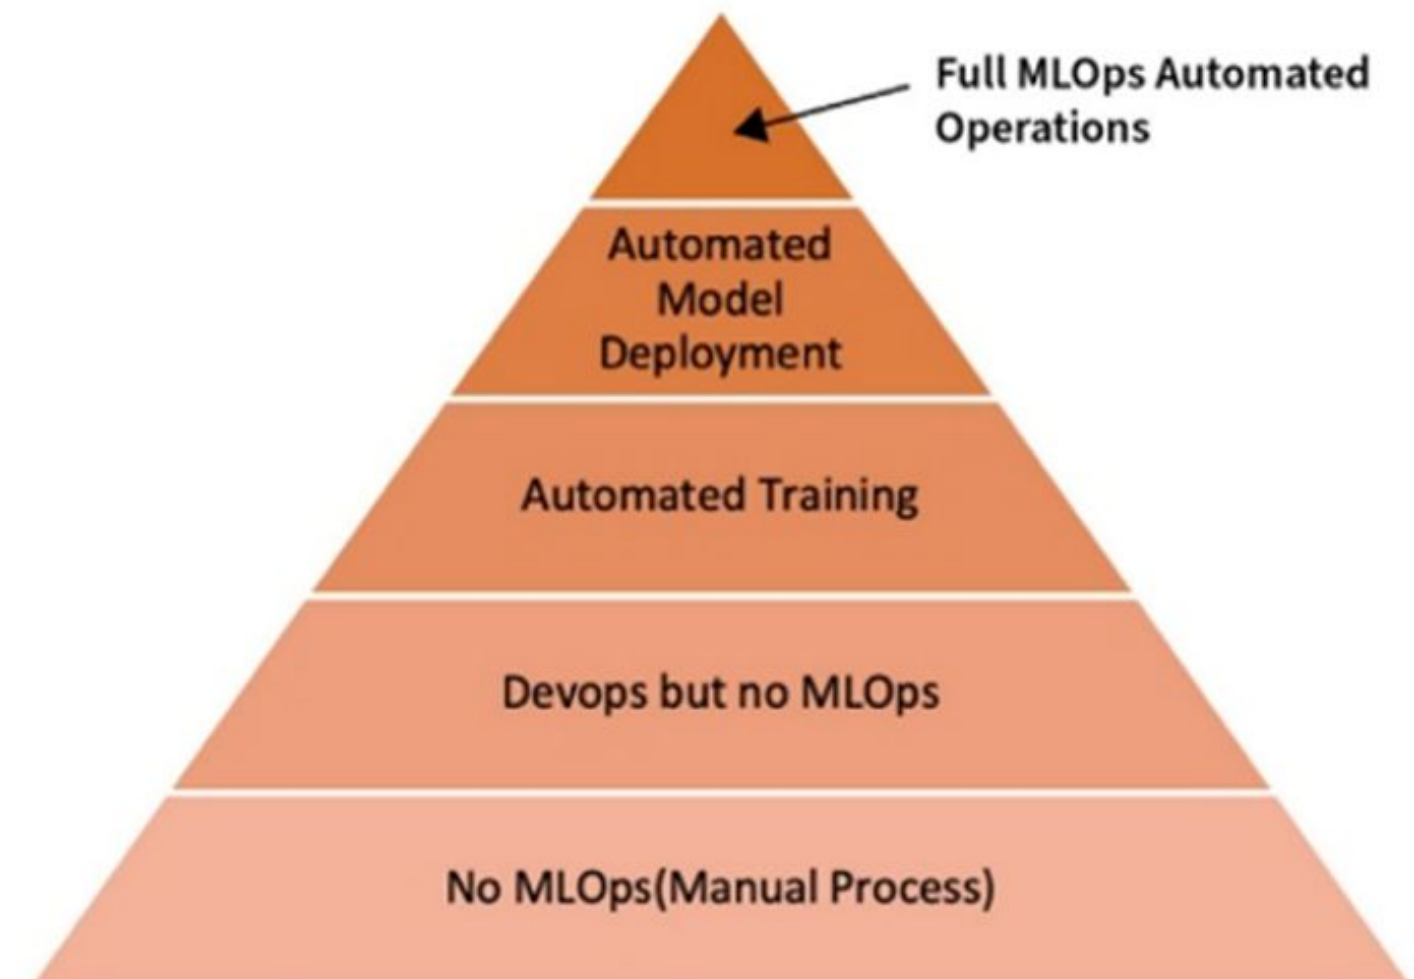 Full MLOps Automated
Operations
Automated
Model
Deployment
Automated Training
Devops but no MLOps
No MLOps(Manual Process)